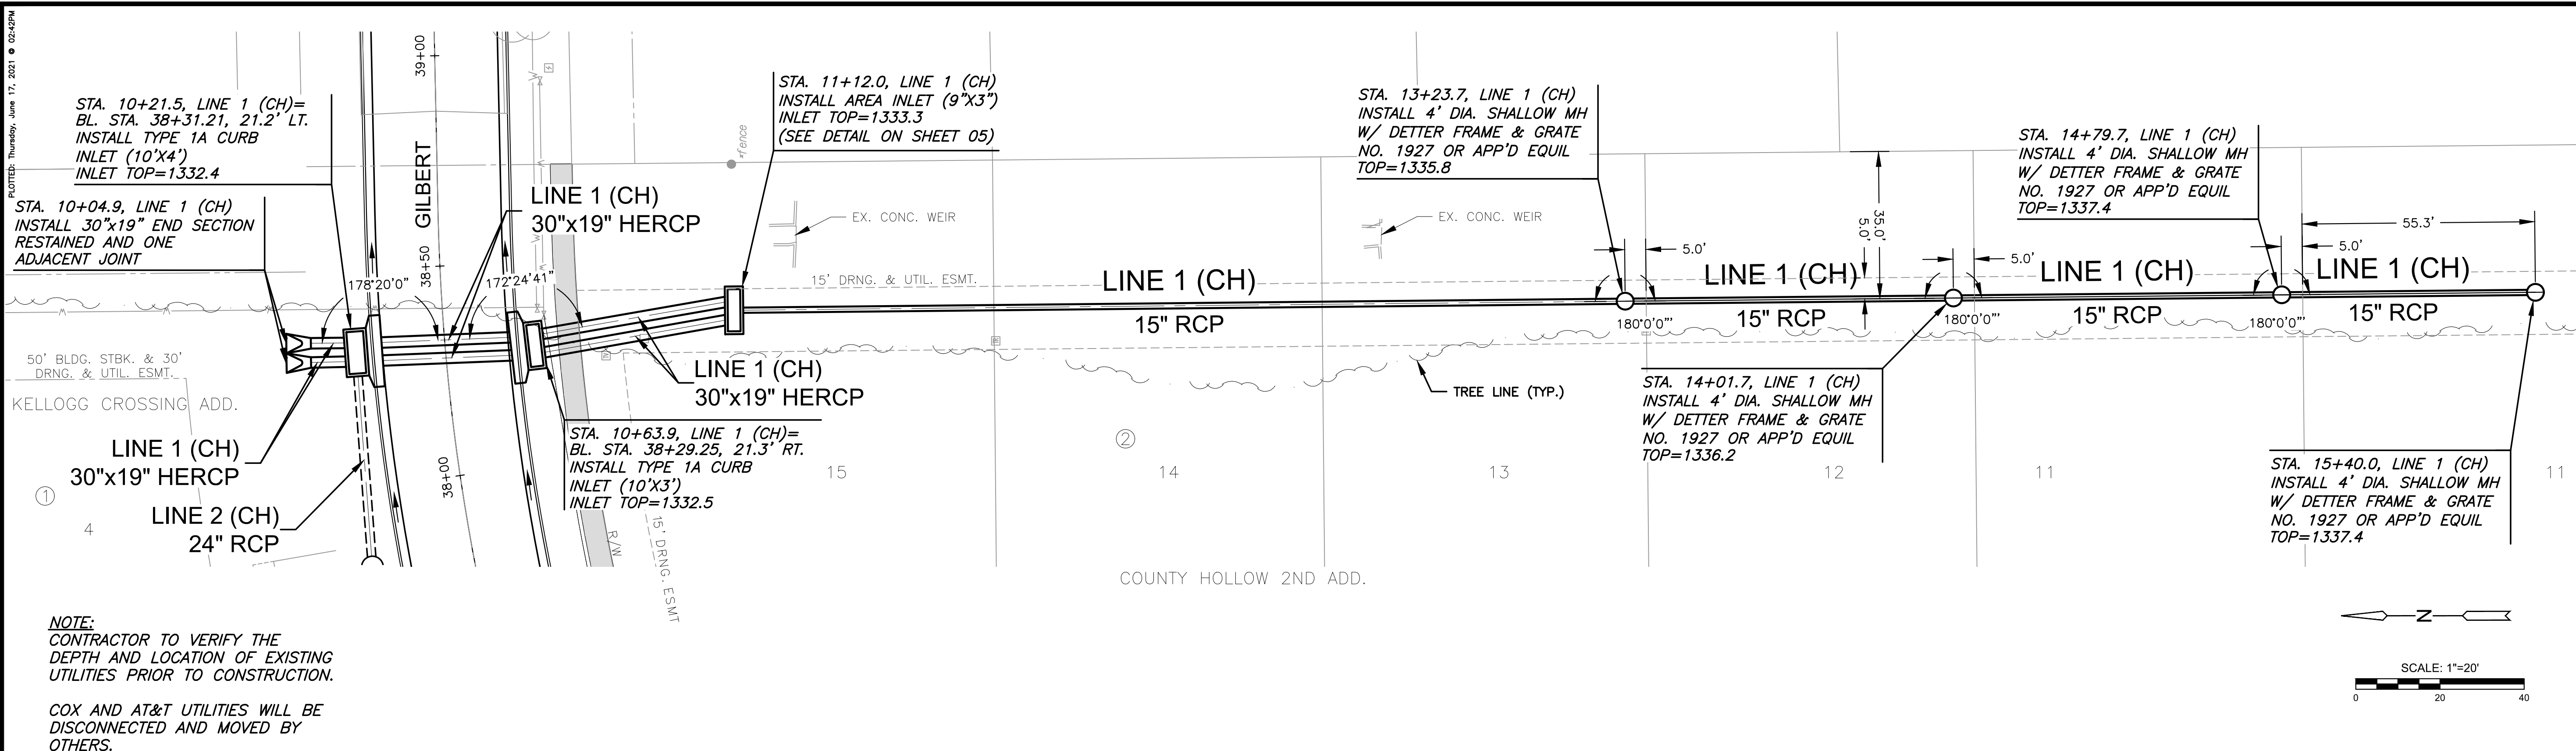 PLOTTED: Thursday, June 17, 2021 @ 02:42PM
STA. 10+21.5, LINE 1 (CH)=
BL. STA. 38+31.21, 21.2' LT.
INSTALL TYPE 1A CURB
INLET (10'X4')
INLET TOP=1332.4
STA. 10+04.9, LINE 1 (CH)
INSTALL 30"x19" END SECTION
RESTAINED AND ONE
ADJACENT JOINT
39+00
GILBERT
38+50
38+00
LINE 1 (CH)
30"x19" HERCP
178°20'0"
172°24'41"
STA. 11+12.0, LINE 1 (CH)
INSTALL AREA INLET (9"X3")
INLET TOP=1333.3
(SEE DETAIL ON SHEET 05)
*fence
EX. CONC. WEIR
15' DRNG. & UTIL. ESMT.
LINE 1 (CH)
15" RCP
STA. 13+23.7, LINE 1 (CH)
INSTALL 4' DIA. SHALLOW MH
W/ DETTER FRAME & GRATE
NO. 1927 OR APP'D EQUIL
TOP=1335.8
EX. CONC. WEIR
5.0'
180°0'0"'
LINE 1 (CH)
15" RCP
35.0'
5.0'
5.0'
180°0'0"'
STA. 14+79.7, LINE 1 (CH)
INSTALL 4' DIA. SHALLOW MH
W/ DETTER FRAME & GRATE
NO. 1927 OR APP'D EQUIL
TOP=1337.4
LINE 1 (CH)
15" RCP
55.3'
5.0'
180°0'0"'
LINE 1 (CH)
15" RCP
50' BLDG. STBK. & 30'
DRNG. & UTIL. ESMT.
KELLOGG CROSSING ADD.
LINE 1 (CH)
30"x19" HERCP
1
4
LINE 2 (CH)
24" RCP
LINE 1 (CH)
30"x19" HERCP
STA. 10+63.9, LINE 1 (CH)=
BL. STA. 38+29.25, 21.3' RT.
INSTALL TYPE 1A CURB
INLET (10'X3')
INLET TOP=1332.5
R/W
15' DRNG. ESMT
15
2
14
TREE LINE (TYP.)
13
STA. 14+01.7, LINE 1 (CH)
INSTALL 4' DIA. SHALLOW MH
W/ DETTER FRAME & GRATE
NO. 1927 OR APP'D EQUIL
TOP=1336.2
12
11
STA. 15+40.0, LINE 1 (CH)
INSTALL 4' DIA. SHALLOW MH
W/ DETTER FRAME & GRATE
NO. 1927 OR APP'D EQUIL
TOP=1337.4
11
COUNTY HOLLOW 2ND ADD.
NOTE:
CONTRACTOR TO VERIFY THE
DEPTH AND LOCATION OF EXISTING
UTILITIES PRIOR TO CONSTRUCTION.
COX AND AT&T UTILITIES WILL BE
DISCONNECTED AND MOVED BY
OTHERS.
N
SCALE: 1"=20'
0 20 40